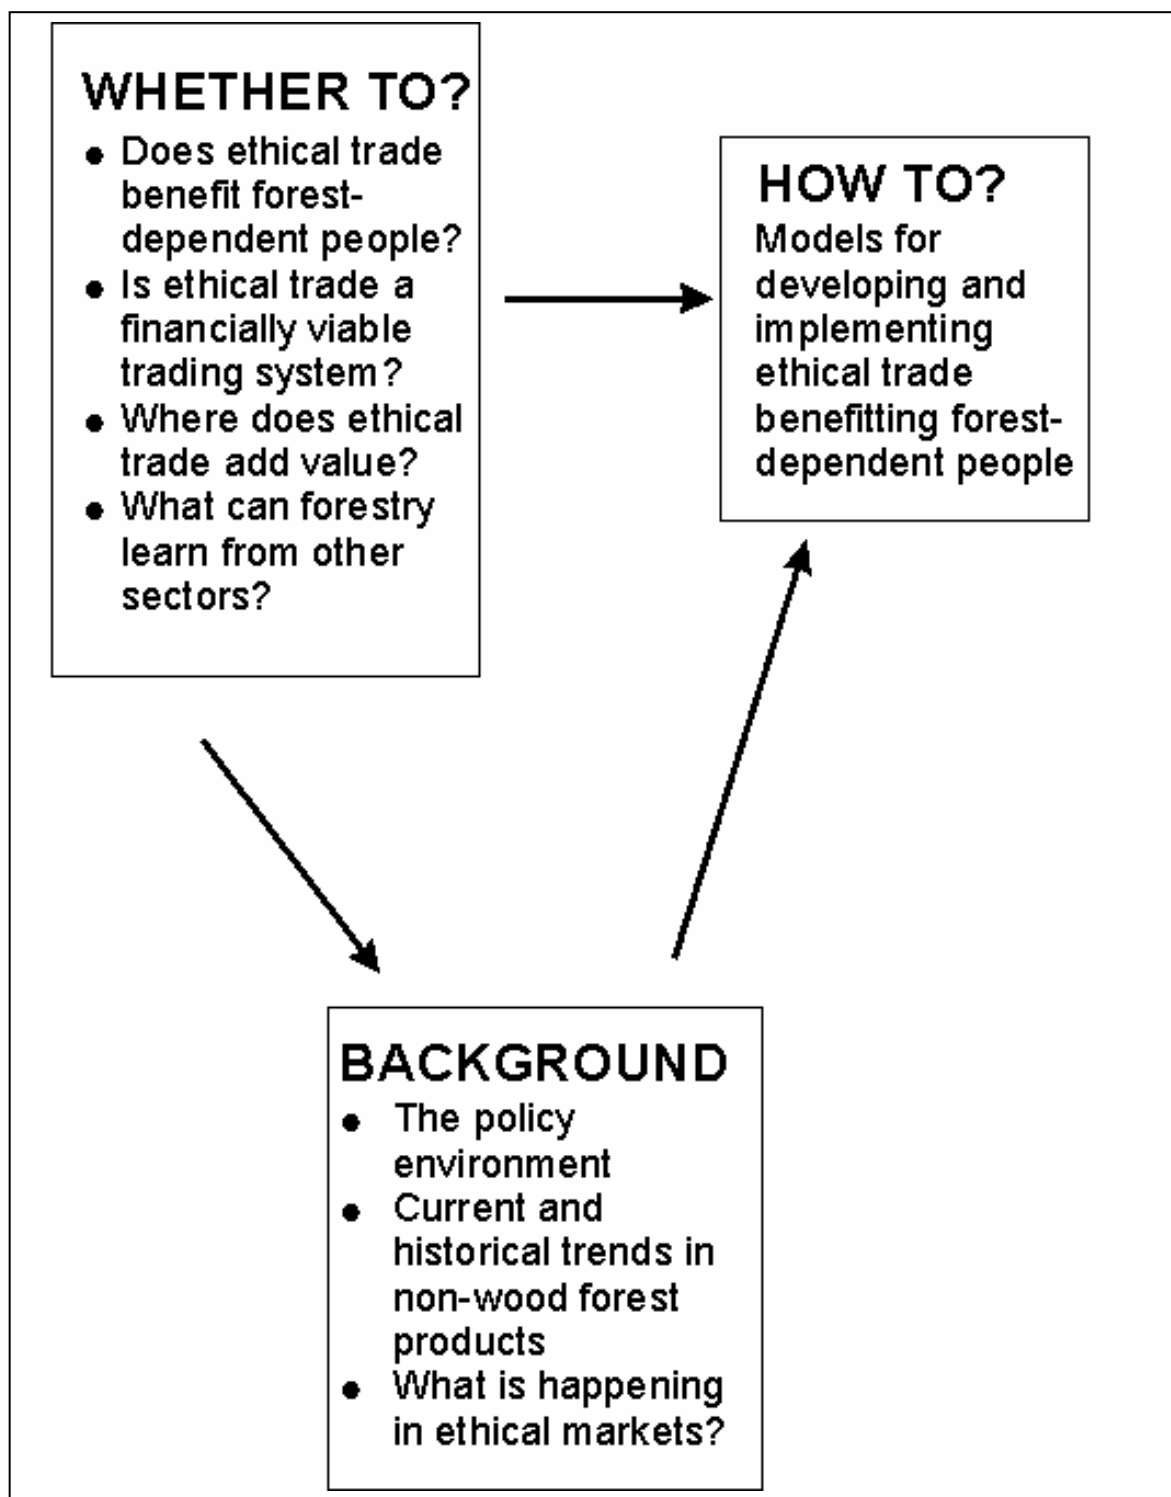 WHETHER TO?
● Does ethical trade
benefit forest-
dependent people?
● Is ethical trade a
financially viable
trading system?
● Where does ethical
trade add value?
● What can forestry
learn from other
sectors?
HOW TO?
Models for
developing and
implementing
ethical trade
benefitting forest-
dependent people
BACKGROUND
● The policy
environment
● Current and
historical trends in
non-wood forest
products
● What is happening
in ethical markets?